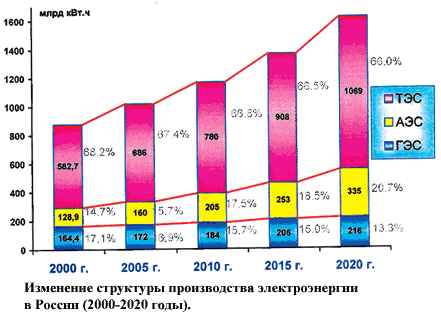 млрд кВт.ч
1600
1400
1200
1000
800
600
400
200
0
582,7 68,2% 686 67.4% 780 66.8% 908 66.5% 1069 66.0%
128,9 14,7% 160 5.7% 205 17.5% 253 18.5% 335 20.7%
164,4 17,1% 172 6,9% 184 15,7% 205 15.0% 216 13,3%
2000 г. 2005 г. 2010 г. 2015 г. 2020 г.
ТЭС
АЭС
ГЭС
Изменение структуры производства электроэнергии
в России (2000-2020 годы).